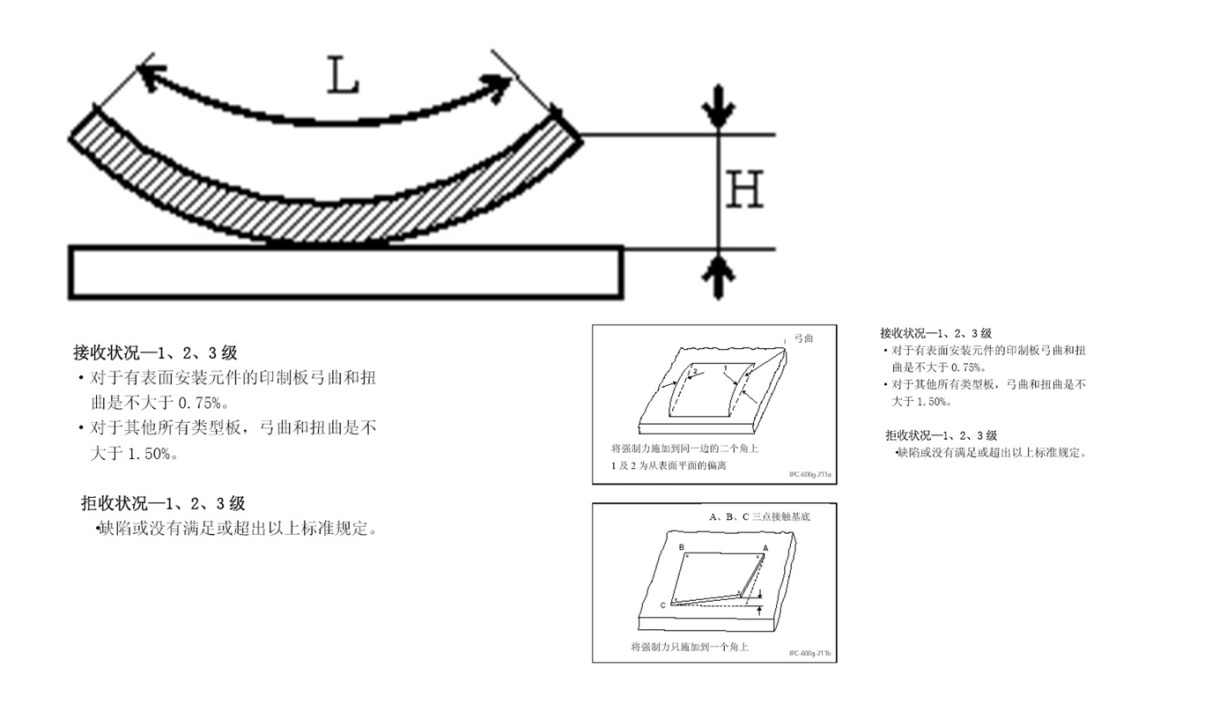 L
H
接收状况—1、2、3 级
• 对于有表面安装元件的印制板弓曲和扭
曲是不大于 0.75%。
• 对于其他所有类型板，弓曲和扭曲是不
大于 1.50%。
拒收状况—1、2、3 级
•缺陷或没有满足或超出以上标准规定。
弓曲
2
1
将强制力施加到同一边的二个角上
1 及 2 为从表面平面的偏离
IPC-600g-211a
A、B、C 三点接触基底
B
A
C
将强制力只施加到一个角上
IPC-600g-211b
接收状况—1、2、3 级
• 对于有表面安装元件的印制板弓曲和扭
曲是不大于 0.75%。
• 对于其他所有类型板，弓曲和扭曲是不
大于 1.50%。
拒收状况—1、2、3 级
•缺陷或没有满足或超出以上标准规定。